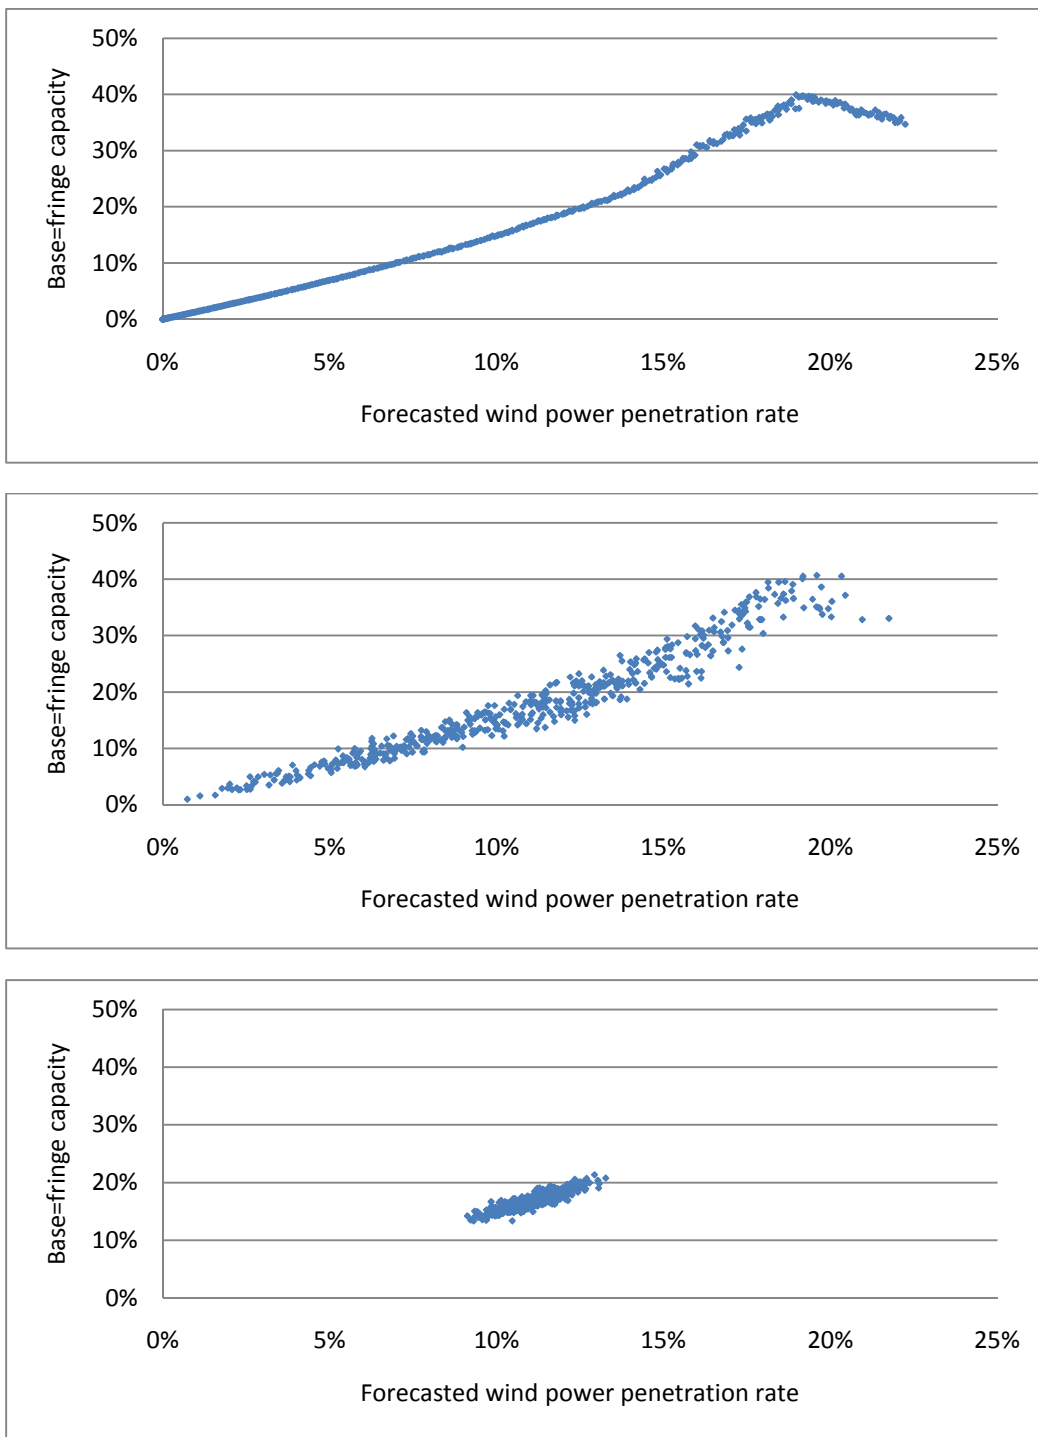 50%
40%
30%
20%
10%
0%
Base=fringe capacity
0% 5% 10% 15% 20% 25%
Forecasted wind power penetration rate
50%
40%
30%
20%
10%
0%
Base=fringe capacity
0% 5% 10% 15% 20% 25%
Forecasted wind power penetration rate
50%
40%
30%
20%
10%
0%
Base=fringe capacity
0% 5% 10% 15% 20% 25%
Forecasted wind power penetration rate